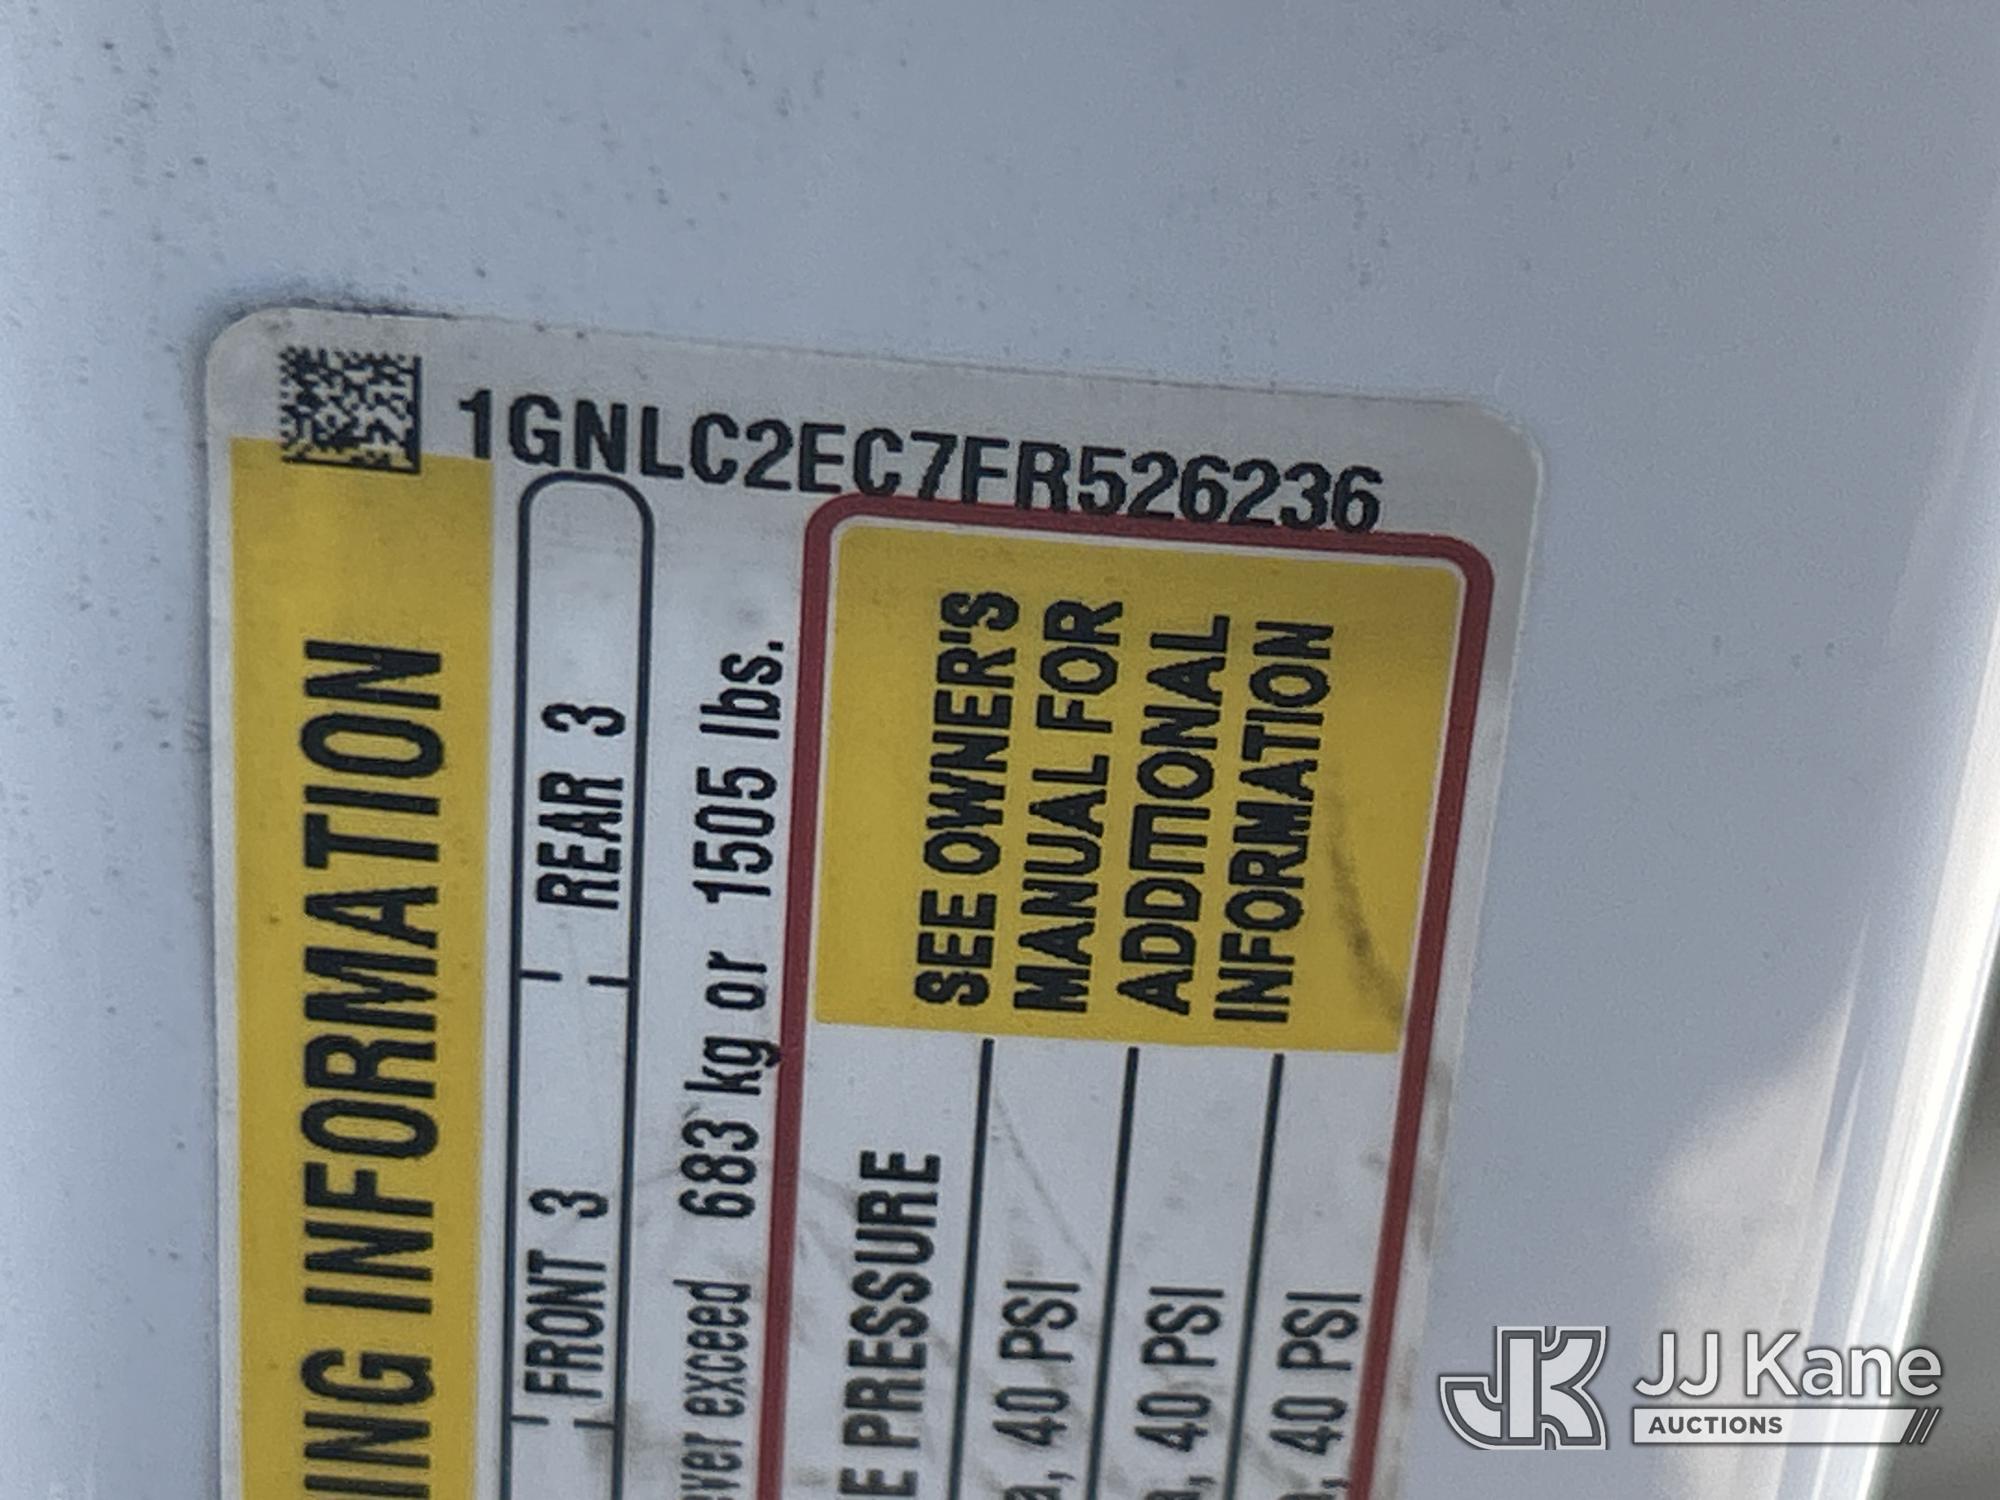 1GNLC2EC7FR526236
ING INFORMATION
FRONT 3 REAR 3
ver exceed 683 kg or 1505 lbs.
E PRESSURE
SEE OWNER'S
MANUAL FOR
ADDITIONAL
INFORMATION
a, 40 PSI
a, 40 PSI
a, 40 PSI
JK JJ Kane
AUCTIONS